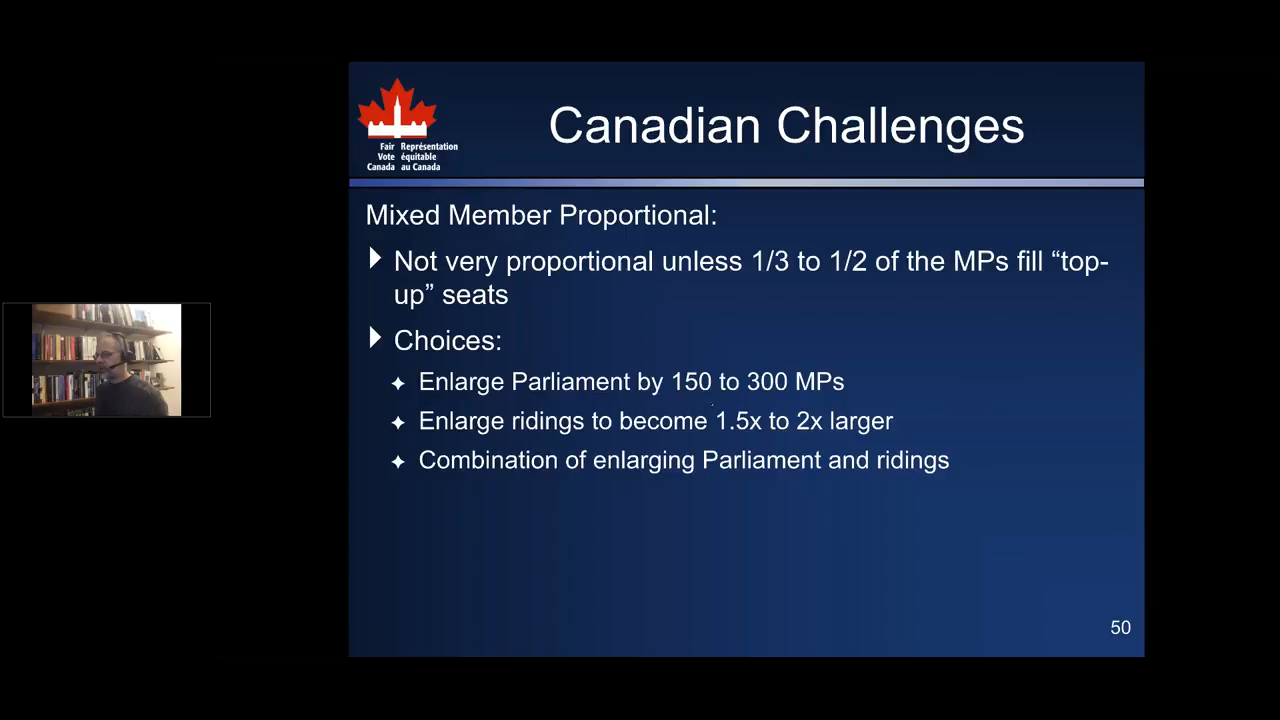 Canadian Challenges
Fair Représentation
Vote équitable
Canada au Canada
Mixed Member Proportional:
Not very proportional unless 1/3 to 1/2 of the MPs fill “top-
up” seats
Choices:
Enlarge Parliament by 150 to 300 MPs
Enlarge ridings to become 1.5x to 2x larger
Combination of enlarging Parliament and ridings
50